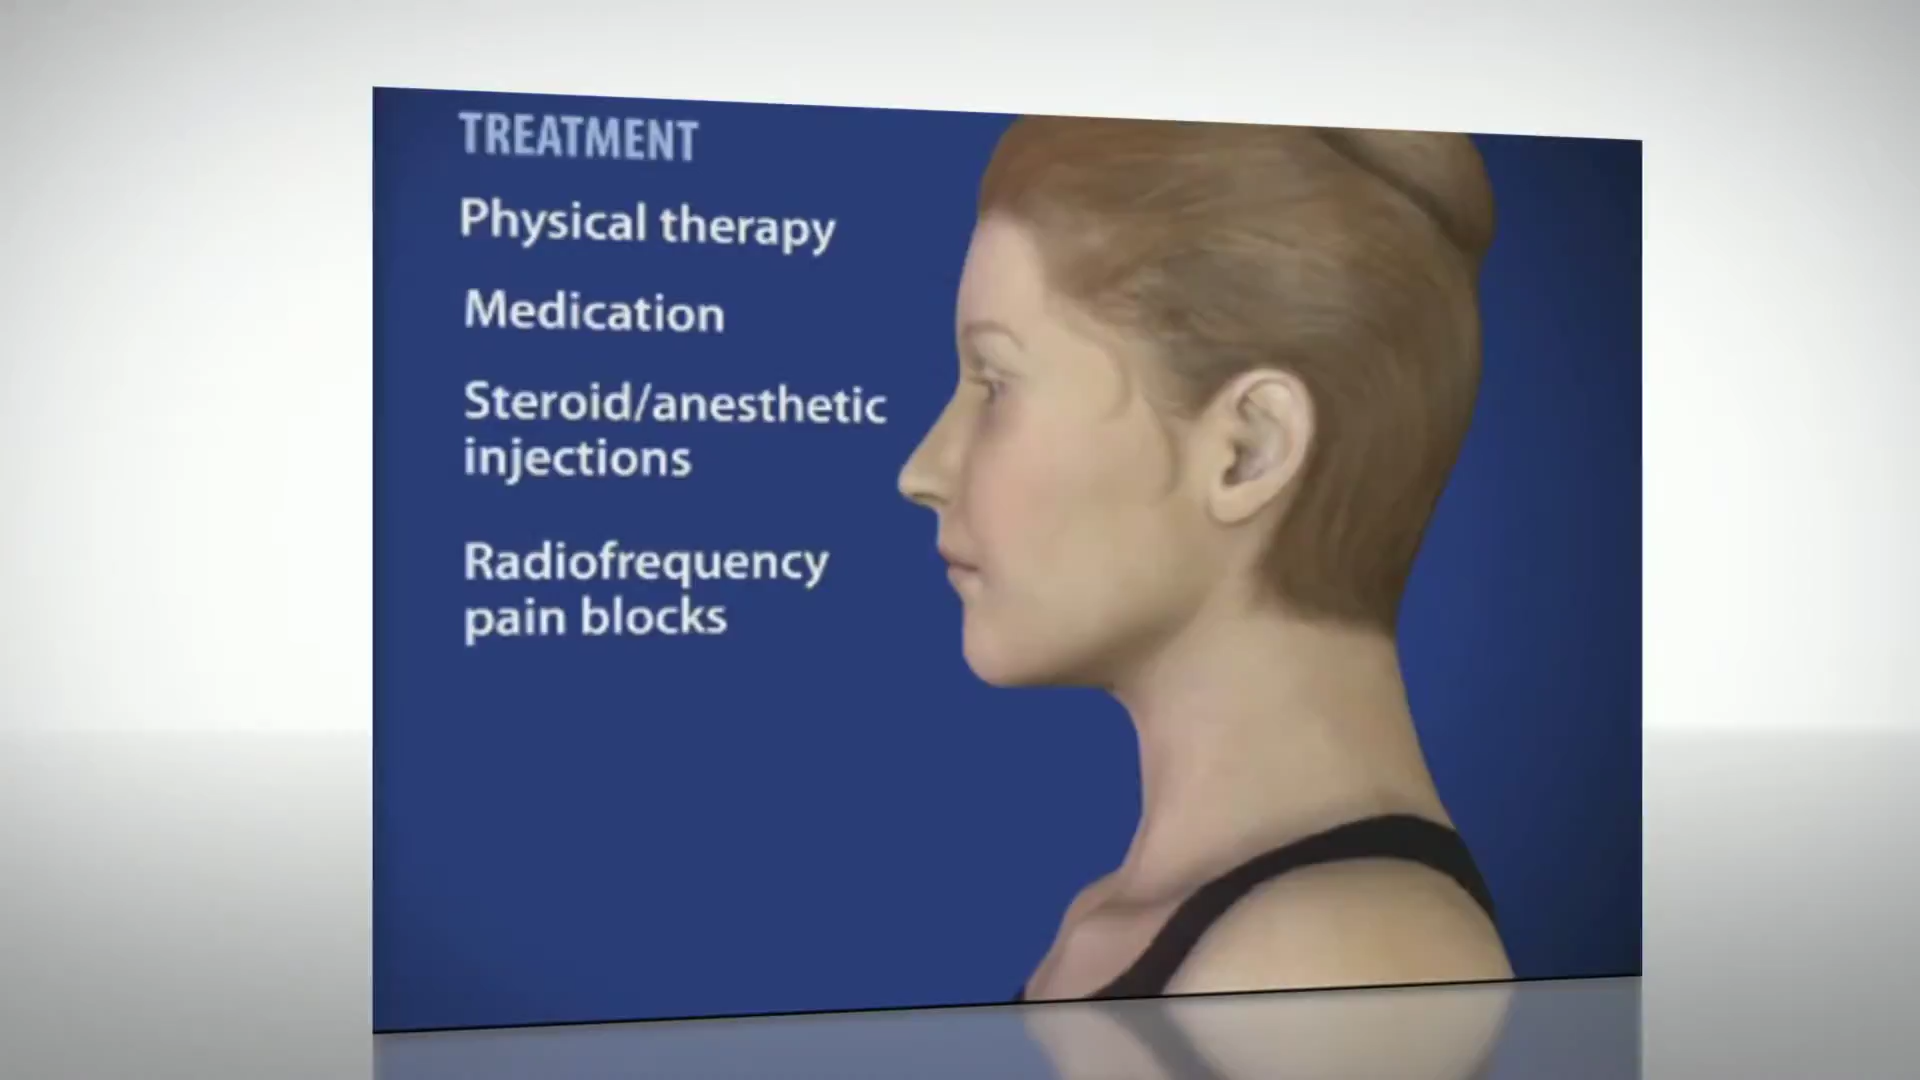 TREATMENT
Physical therapy
Medication
Steroid/anesthetic
injections
Radiofrequency
pain blocks